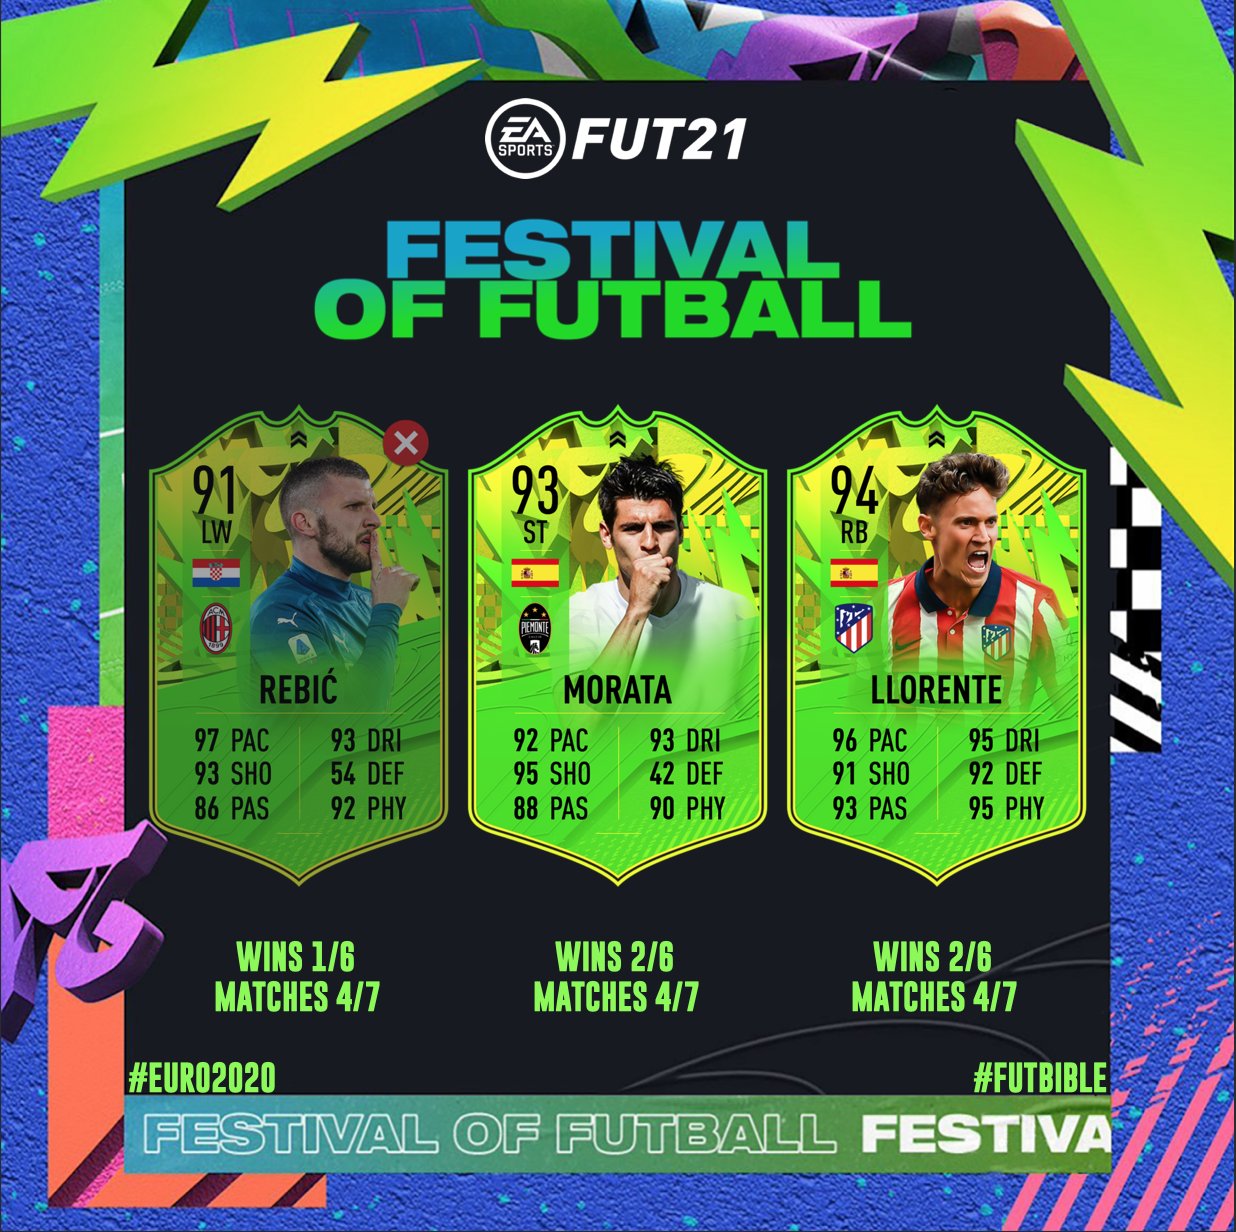 EA SPORTS FUT21
FESTIVAL
OF FUTBALL
91
LW
1899
REBIĆ
97 PAC 93 DRI
93 SHO 54 DEF
86 PAS 92 PHY
93
ST
PIEMONTE
MORATA
92 PAC 93 DRI
95 SHO 42 DEF
88 PAS 90 PHY
94
RB
LLORENTE
96 PAC 95 DRI
91 SHO 92 DEF
93 PAS 95 PHY
WINS 1/6
MATCHES 4/7
WINS 2/6
MATCHES 4/7
WINS 2/6
MATCHES 4/7
#EURO2020
#FUTBIBLE
FESTIVAL OF FUTBALL FESTIVA